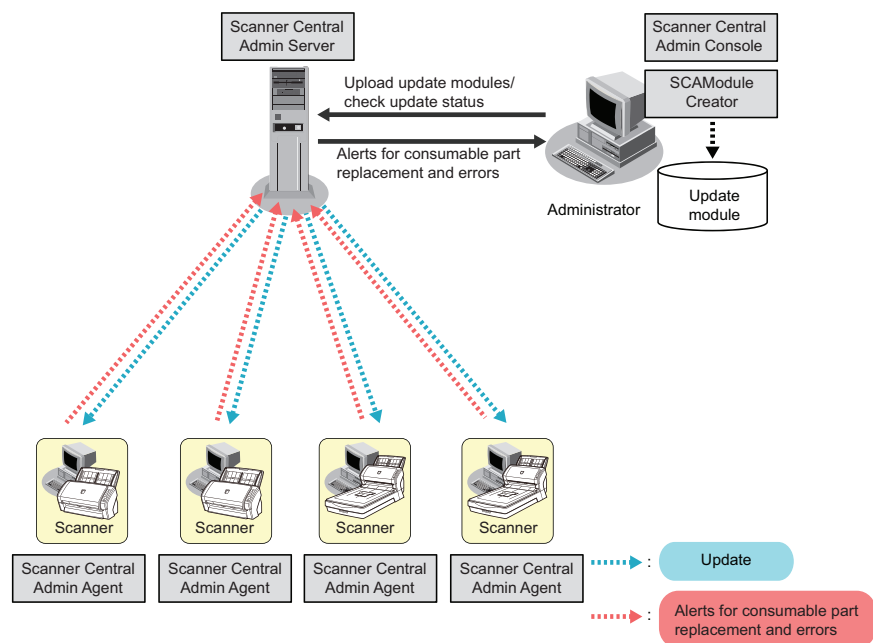 Scanner Central
Admin Server
Scanner Central
Admin Console
SCAModule
Creator
Upload update modules/
check update status
Alerts for consumable part
replacement and errors
Administrator
Update
module
Scanner
Scanner
Scanner
Scanner
Scanner Central
Admin Agent
Scanner Central
Admin Agent
Scanner Central
Admin Agent
Scanner Central
Admin Agent
: Update
: Alerts for consumable part
replacement and errors